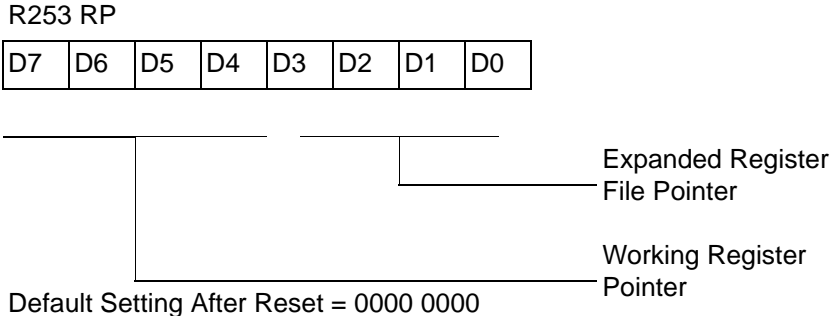 R253 RP
D7 D6 D5 D4 D3 D2 D1 D0
Expanded Register
File Pointer
Working Register
Pointer
Default Setting After Reset = 0000 0000